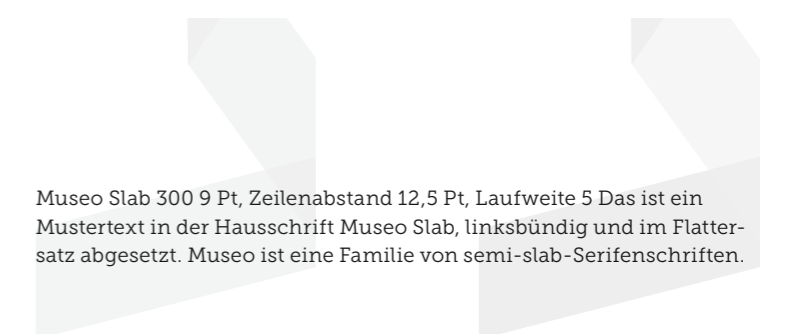 Museo Slab 300 9 Pt, Zeilenabstand 12,5 Pt, Laufweite 5 Das ist ein
Mustertext in der Hausschrift Museo Slab, linksbündig und im Flatter-
satz abgesetzt. Museo ist eine Familie von semi-slab-Serifenschriften.